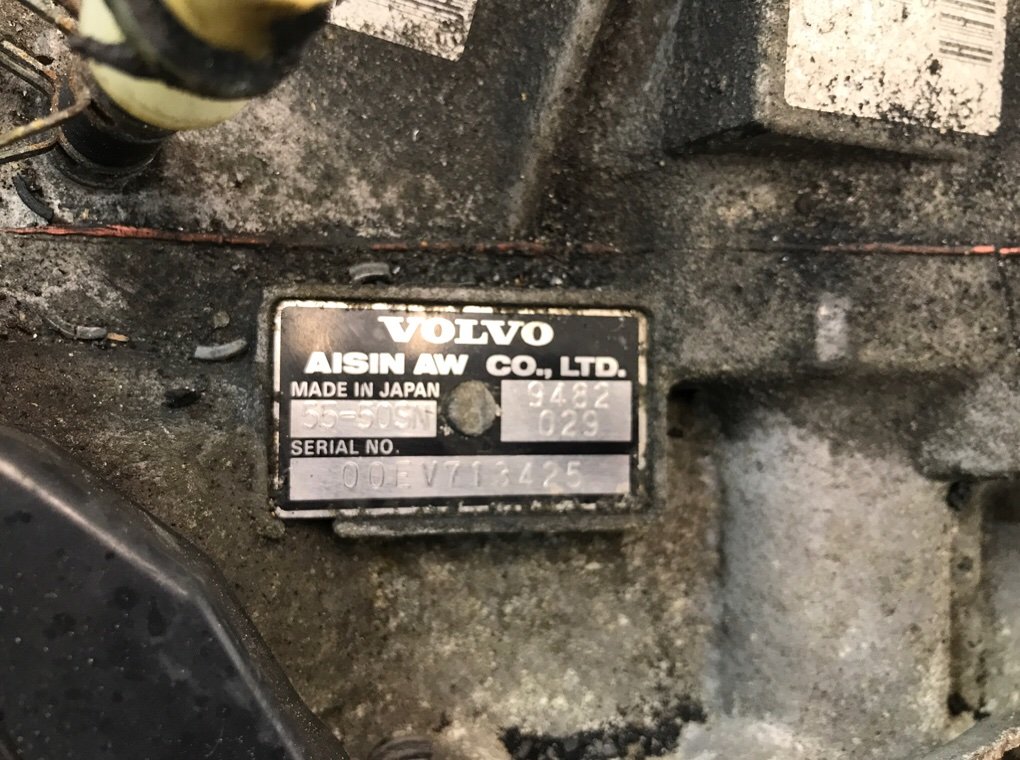 VOLVO
AISIN AW CO., LTD.
MADE IN JAPAN
55-50SN
9482
029
SERIAL NO.
00EV713425